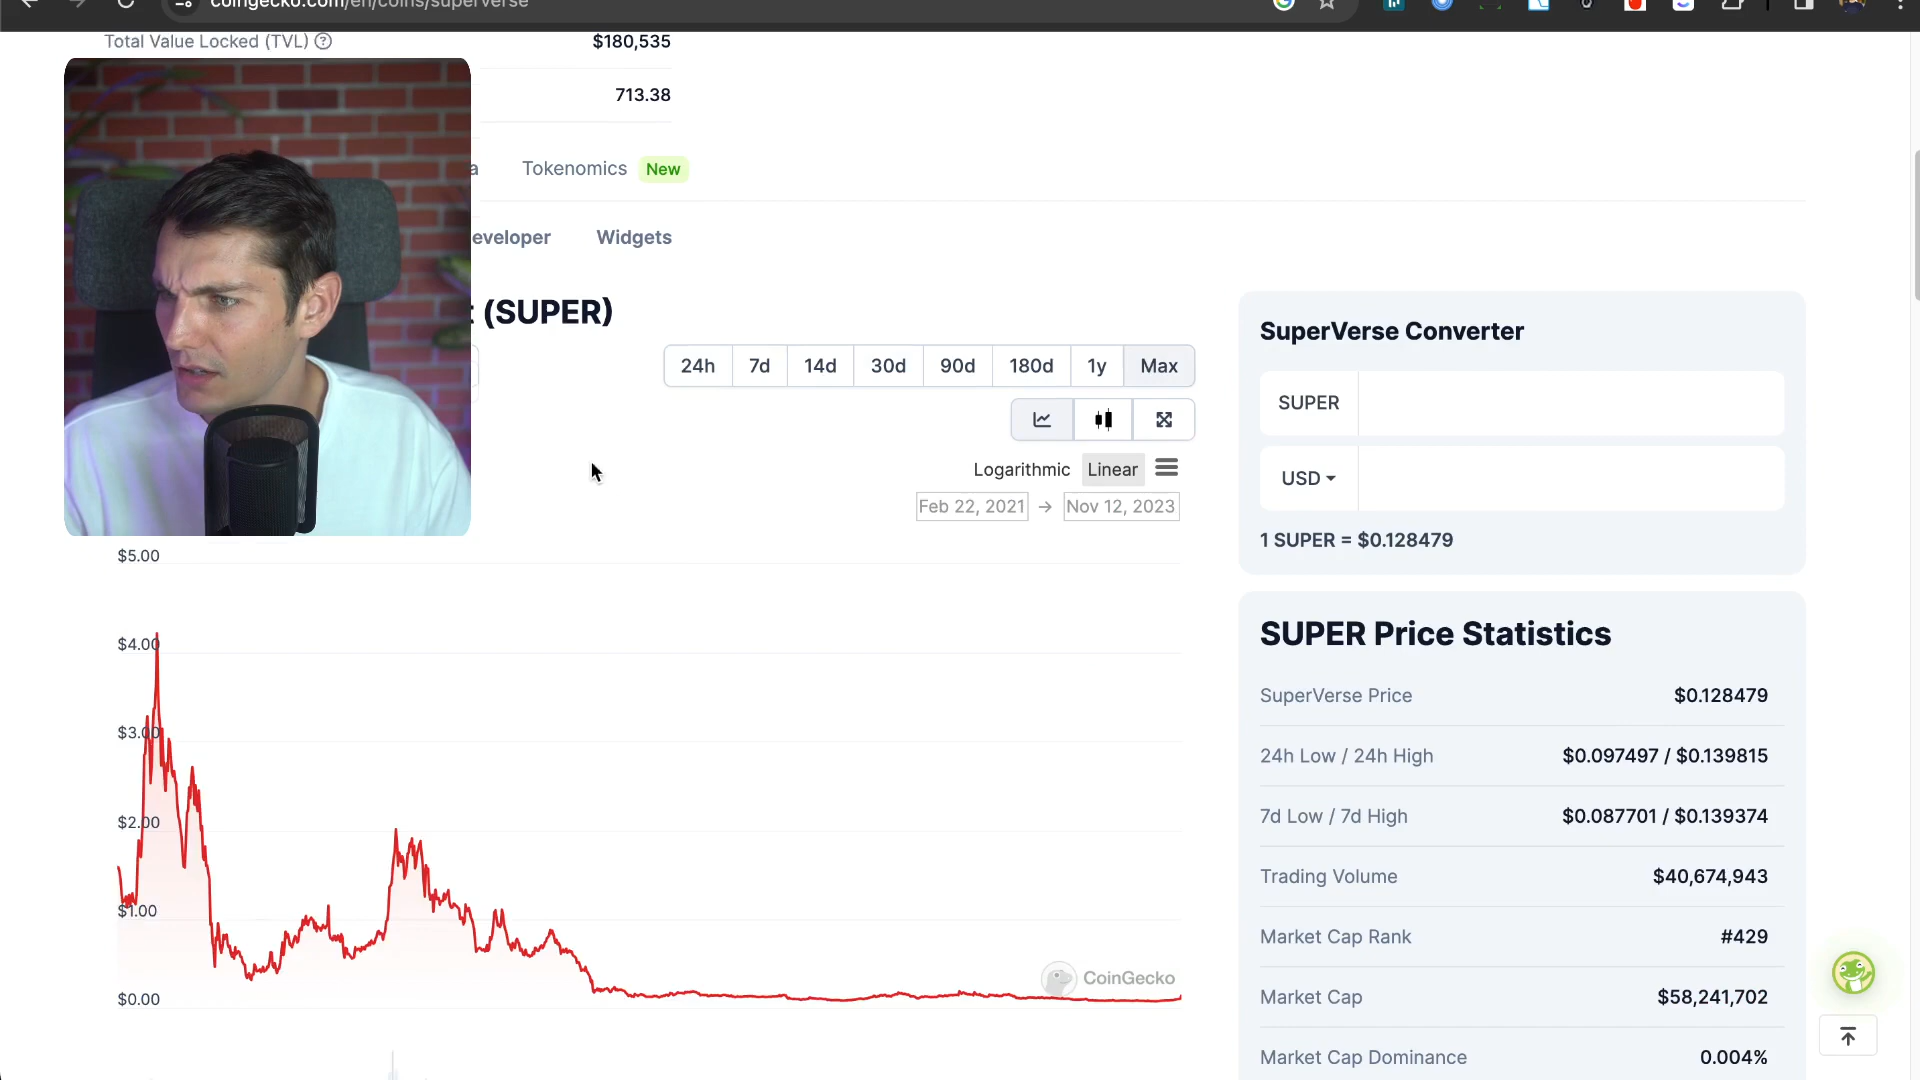 coingecko.com/en/coins/superverse
Total Value Locked (TVL) ?
$180,535
713.38
a
Tokenomics New
eveloper
Widgets
(SUPER)
24h 7d 14d 30d 90d 180d 1y Max
Logarithmic Linear
Feb 22, 2021 → Nov 12, 2023
$5.00
$4.00
$3.00
$2.00
$1.00
$0.00
CoinGecko
SuperVerse Converter
SUPER
USD
1 SUPER = $0.128479
SUPER Price Statistics
SuperVerse Price $0.128479
24h Low / 24h High $0.097497 / $0.139815
7d Low / 7d High $0.087701 / $0.139374
Trading Volume $40,674,943
Market Cap Rank #429
Market Cap $58,241,702
Market Cap Dominance 0.004%